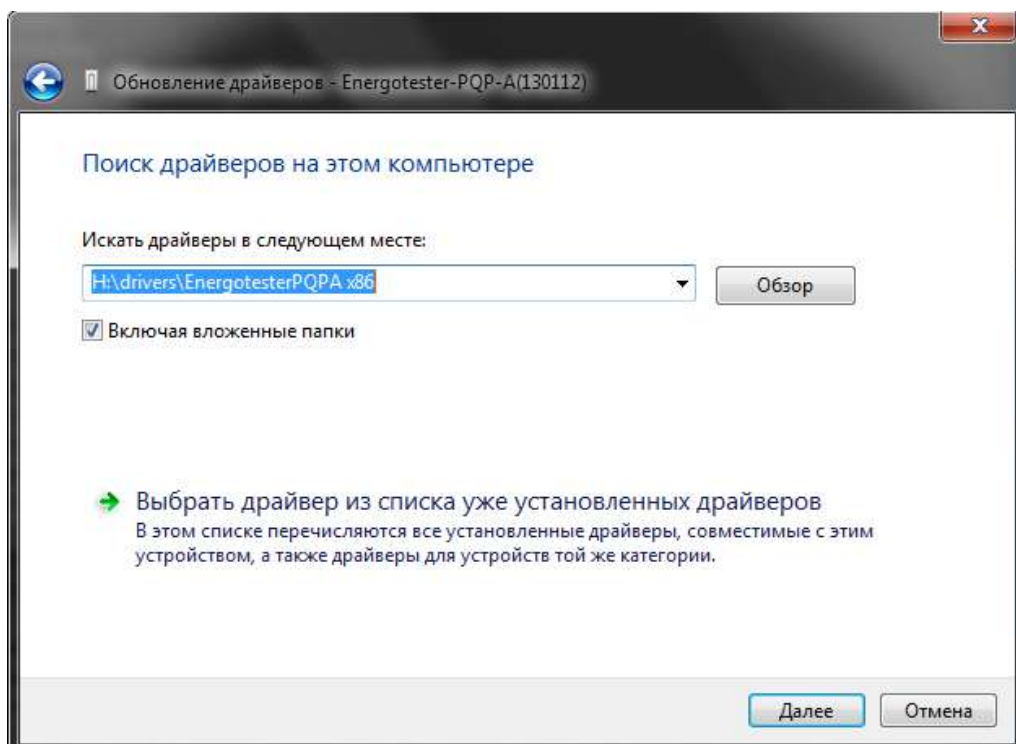 Обновление драйверов - Energotester-PQP-A(130112)
Поиск драйверов на этом компьютере
Искать драйверы в следующем месте:
H:\drivers\EnergotesterPQPA x86
Обзор
Включая вложенные папки
Выбрать драйвер из списка уже установленных драйверов
В этом списке перечисляются все установленные драйверы, совместимые с этим
устройством, а также драйверы для устройств той же категории.
Далее
Отмена